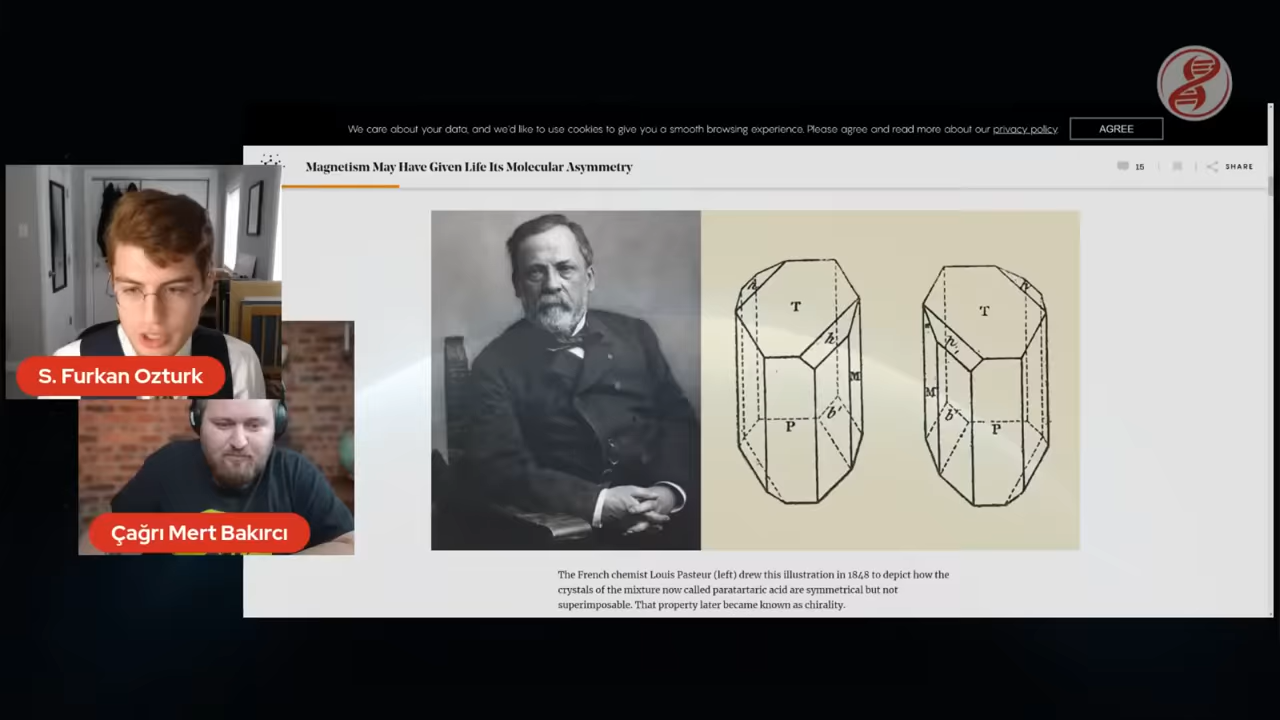 We care about your data, and we'd like to use cookies to give you a smooth browsing experience. Please agree and read more about our privacy policy.
AGREE
Magnetism May Have Given Life Its Molecular Asymmetry
15
SHARE
S. Furkan Ozturk
Çağrı Mert Bakırcı
h
T
h
M
P
b
h
T
h
M
b
P
The French chemist Louis Pasteur (left) drew this illustration in 1848 to depict how the
crystals of the mixture now called paratartaric acid are symmetrical but not
superimposable. That property later became known as chirality.